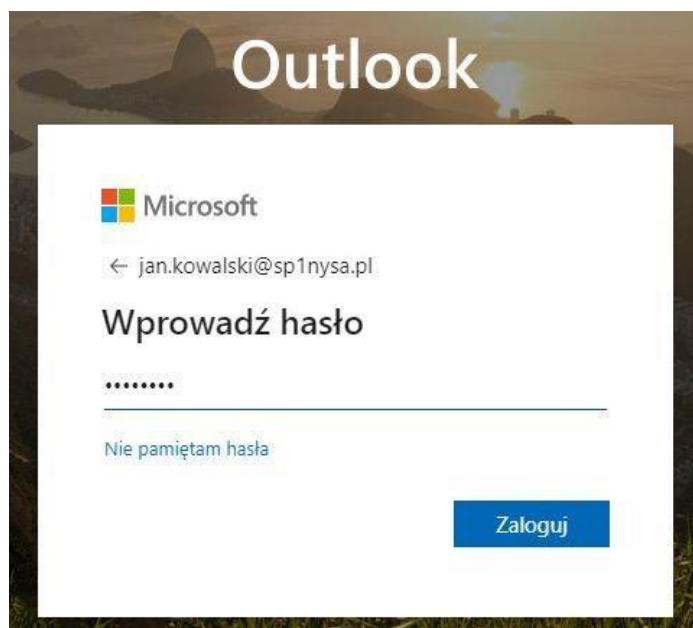 Outlook
Microsoft
← jan.kowalski@sp1nysa.pl
Wprowadź hasło
••••••••
Nie pamiętam hasła
Zaloguj